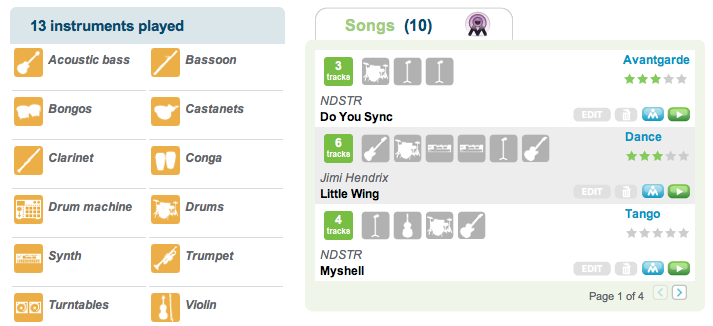 13 instruments played
Acoustic bass
Bassoon
Bongos
Castanets
Clarinet
Conga
Drum machine
Drums
Synth
Trumpet
Turntables
Violin
Songs (10)
3 tracks
Avantgarde
NDSTR
Do You Sync
EDIT
6 tracks
Dance
Jimi Hendrix
Little Wing
EDIT
4 tracks
Tango
NDSTR
Myshell
EDIT
Page 1 of 4